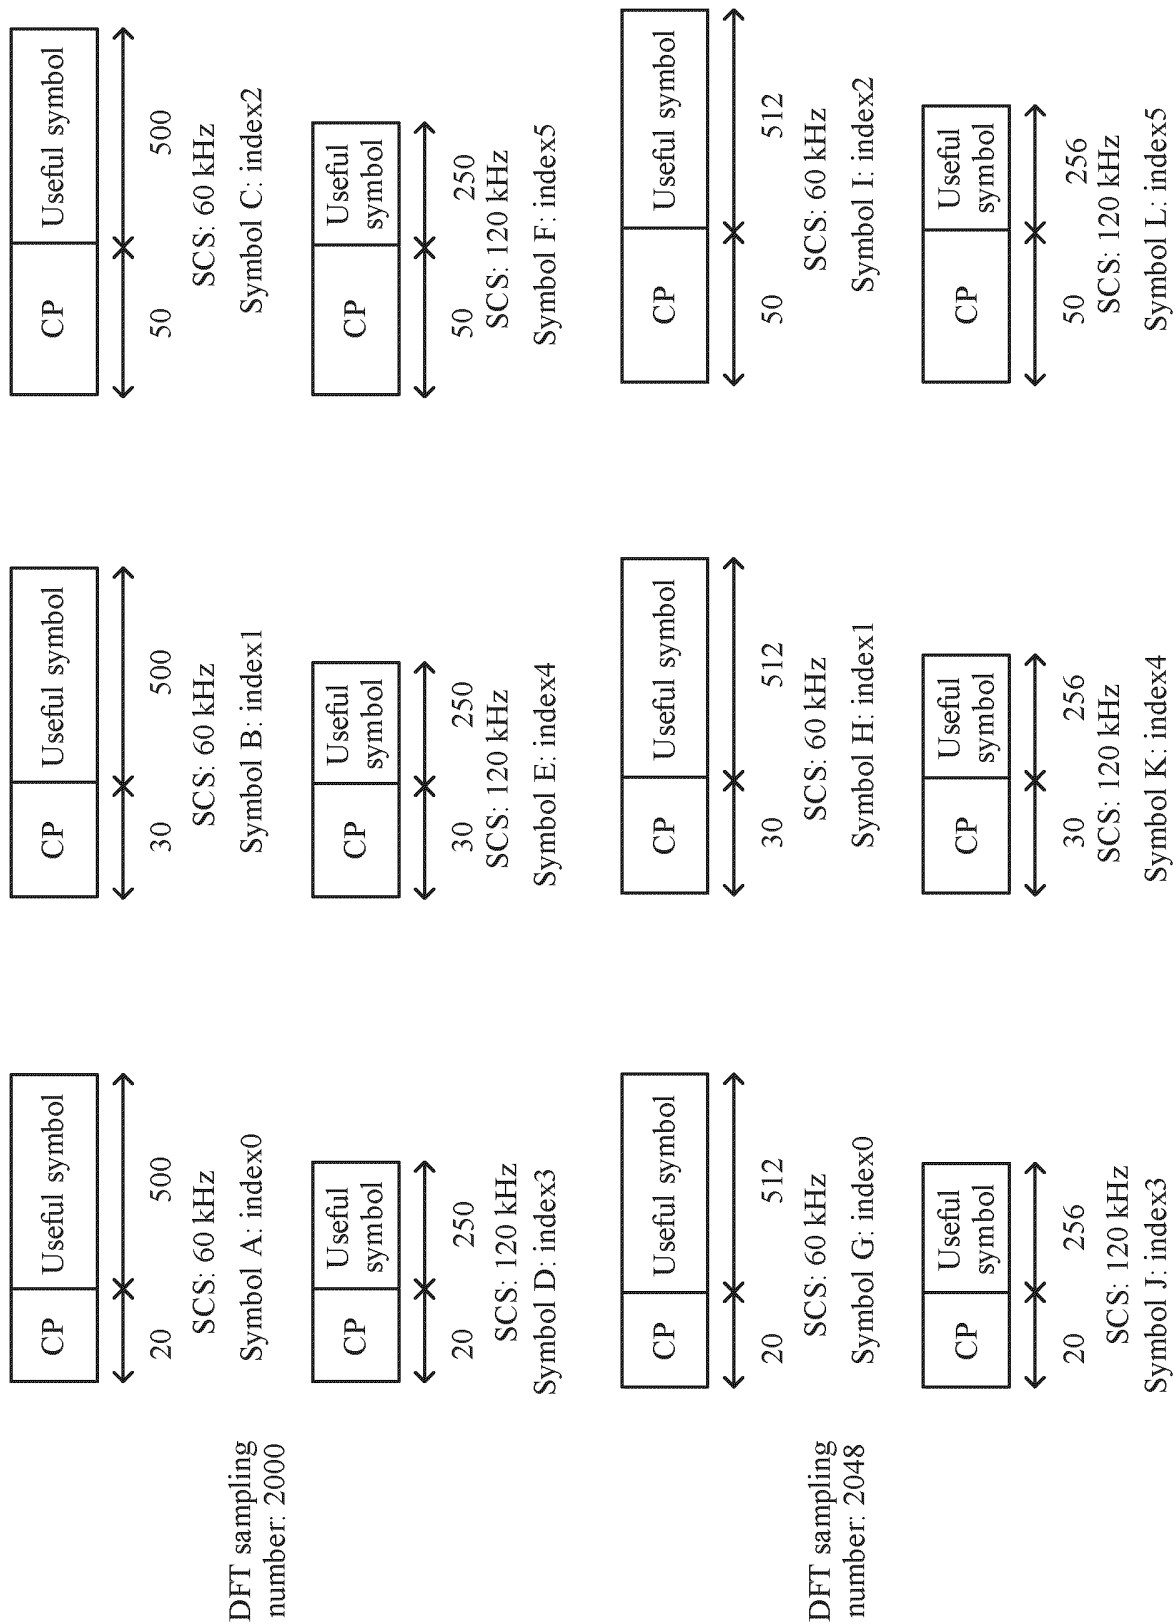 DFT sampling
number: 2000
CP
Useful symbol
20
500
SCS: 60 kHz
Symbol A: index0
CP
Useful symbol
30
500
SCS: 60 kHz
Symbol B: index1
CP
Useful symbol
50
500
SCS: 60 kHz
Symbol C: index2
CP
Useful
symbol
20
250
SCS: 120 kHz
Symbol D: index3
CP
Useful
symbol
30
250
SCS: 120 kHz
Symbol E: index4
CP
Useful
symbol
50
250
SCS: 120 kHz
Symbol F: index5
DFT sampling
number: 2048
CP
Useful symbol
20
512
SCS: 60 kHz
Symbol G: index0
CP
Useful symbol
30
512
SCS: 60 kHz
Symbol H: index1
CP
Useful symbol
50
512
SCS: 60 kHz
Symbol I: index2
CP
Useful
symbol
20
256
SCS: 120 kHz
Symbol J: index3
CP
Useful
symbol
30
256
SCS: 120 kHz
Symbol K: index4
CP
Useful
symbol
50
256
SCS: 120 kHz
Symbol L: index5